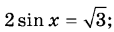 2 sin x = √3;